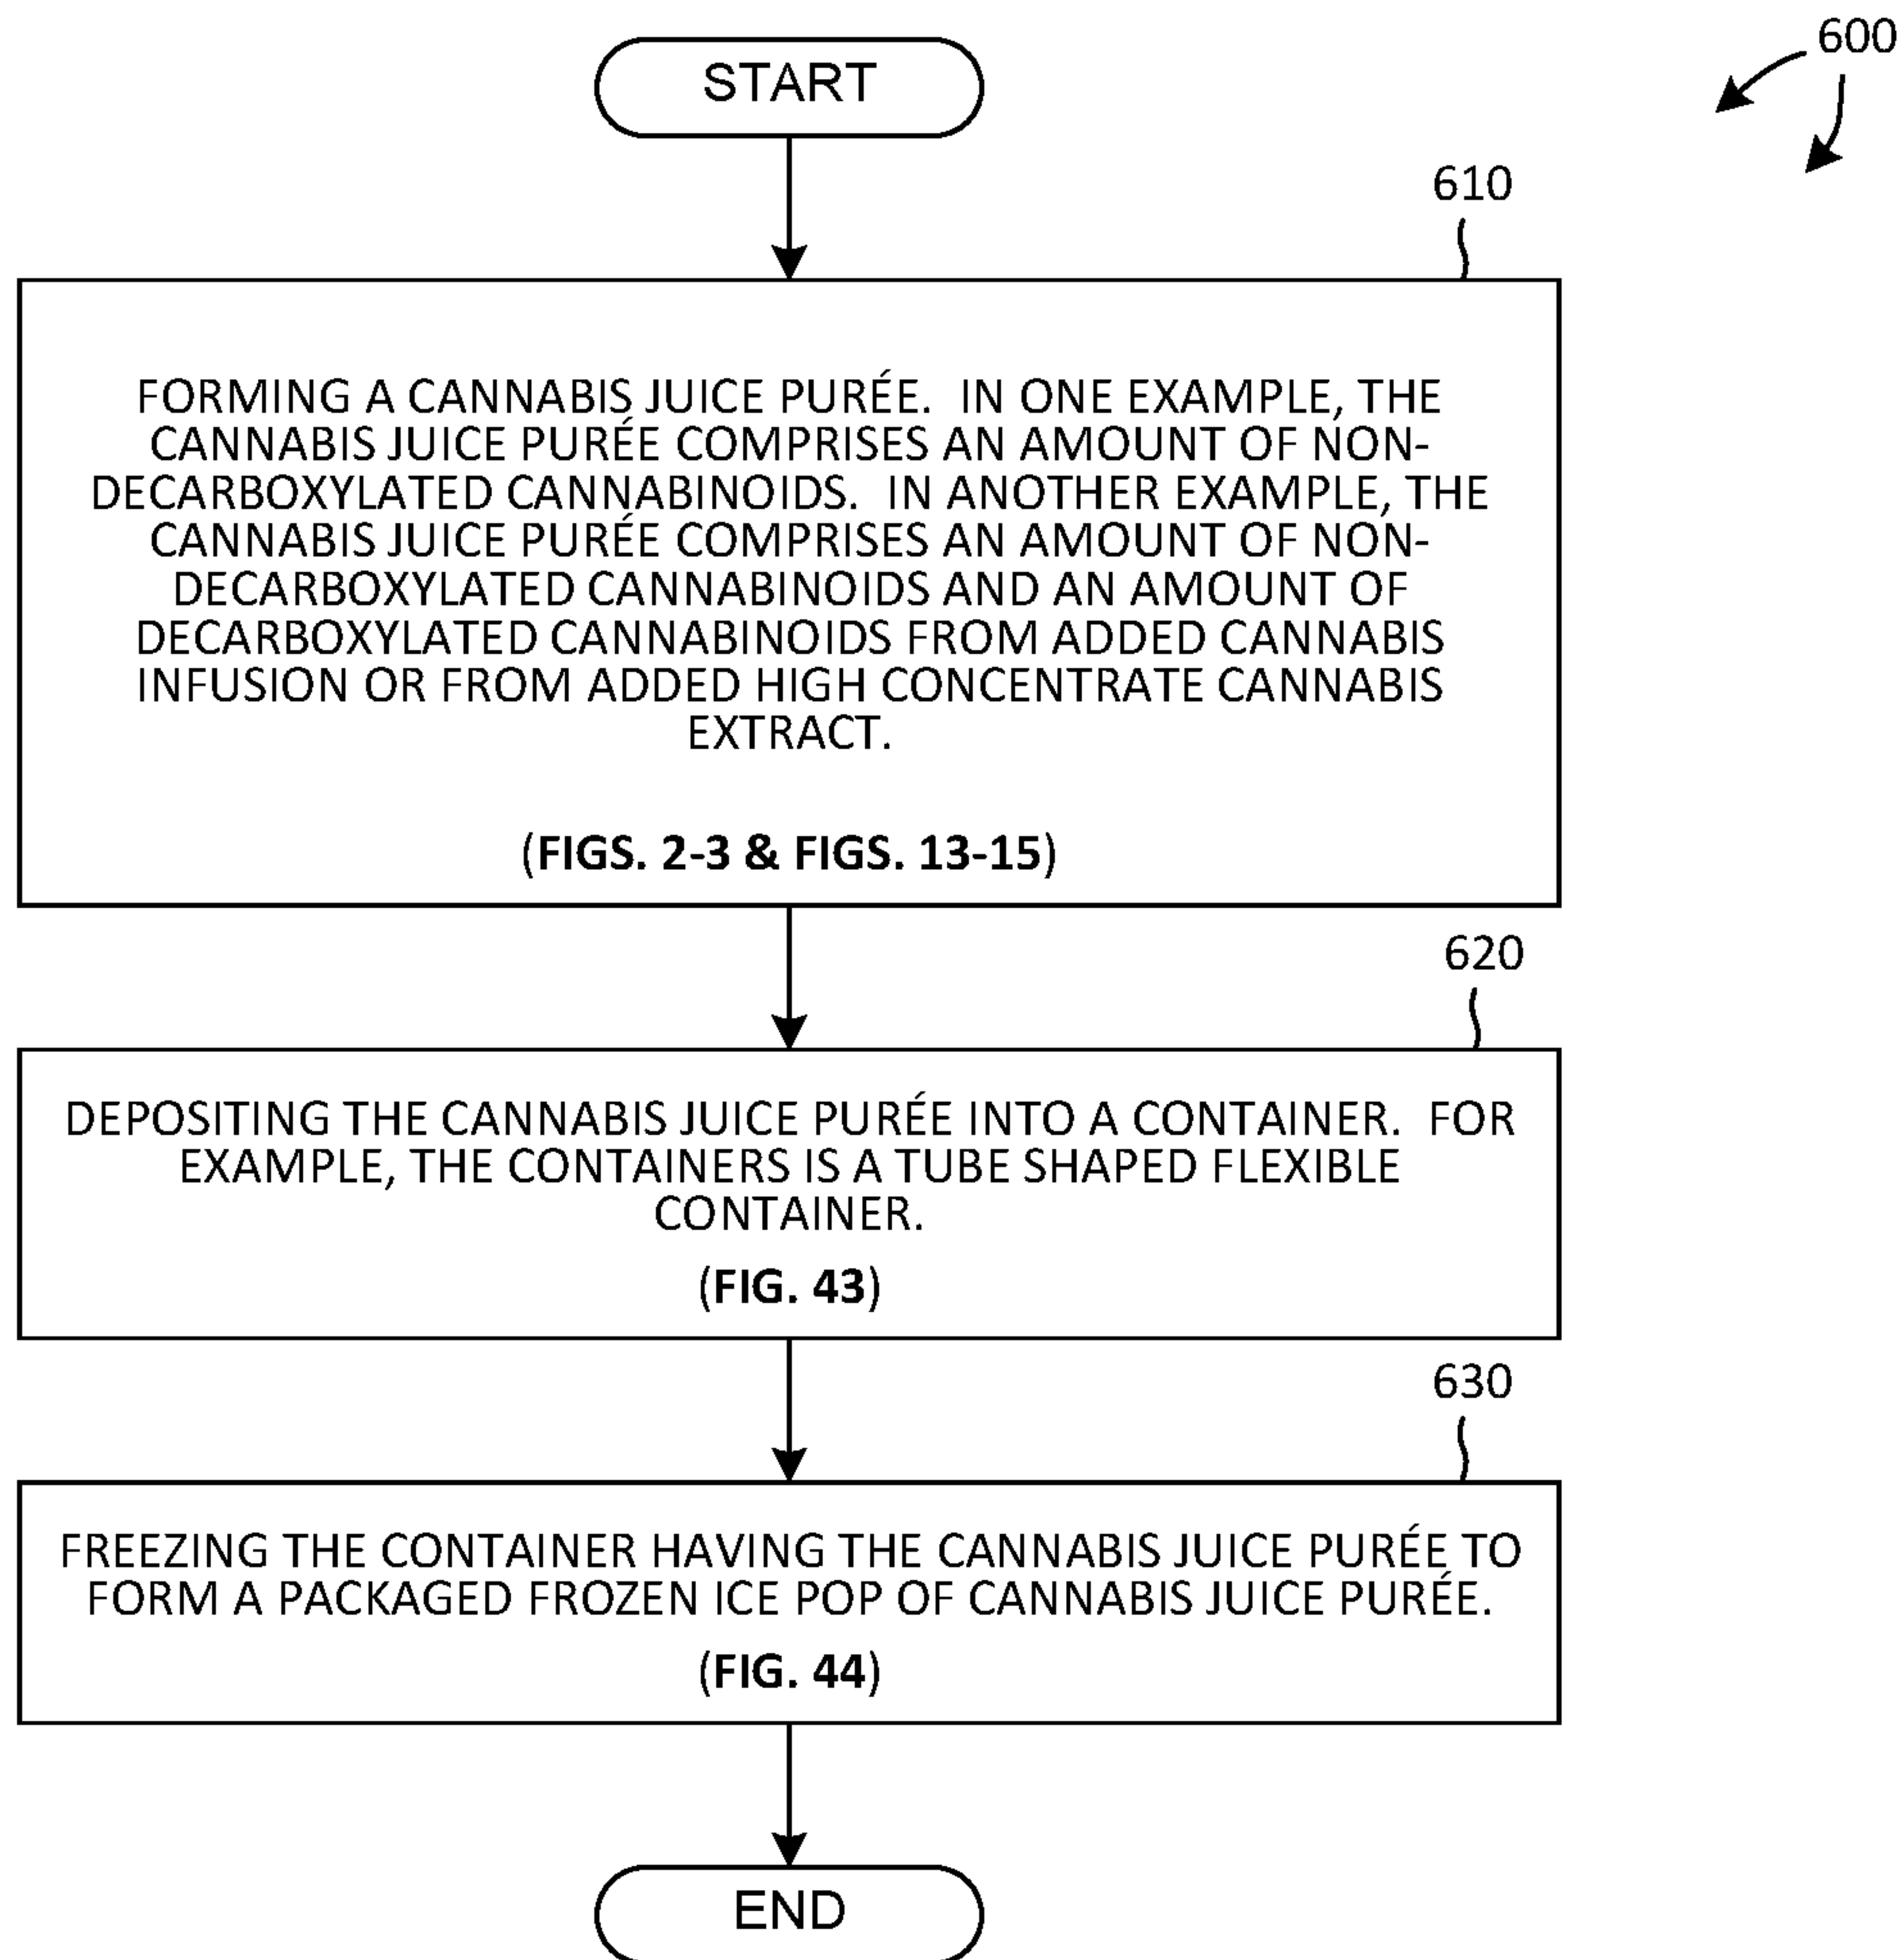 START
600
610
FORMING A CANNABIS JUICE PURÉE. IN ONE EXAMPLE, THE
CANNABIS JUICE PURÉE COMPRISES AN AMOUNT OF NON-
DECARBOXYLATED CANNABINOIDS. IN ANOTHER EXAMPLE, THE
CANNABIS JUICE PURÉE COMPRISES AN AMOUNT OF NON-
DECARBOXYLATED CANNABINOIDS AND AN AMOUNT OF
DECARBOXYLATED CANNABINOIDS FROM ADDED CANNABIS
INFUSION OR FROM ADDED HIGH CONCENTRATE CANNABIS
EXTRACT.
(FIGS. 2-3 & FIGS. 13-15)
620
DEPOSITING THE CANNABIS JUICE PURÉE INTO A CONTAINER. FOR
EXAMPLE, THE CONTAINERS IS A TUBE SHAPED FLEXIBLE
CONTAINER.
(FIG. 43)
630
FREEZING THE CONTAINER HAVING THE CANNABIS JUICE PURÉE TO
FORM A PACKAGED FROZEN ICE POP OF CANNABIS JUICE PURÉE.
(FIG. 44)
END